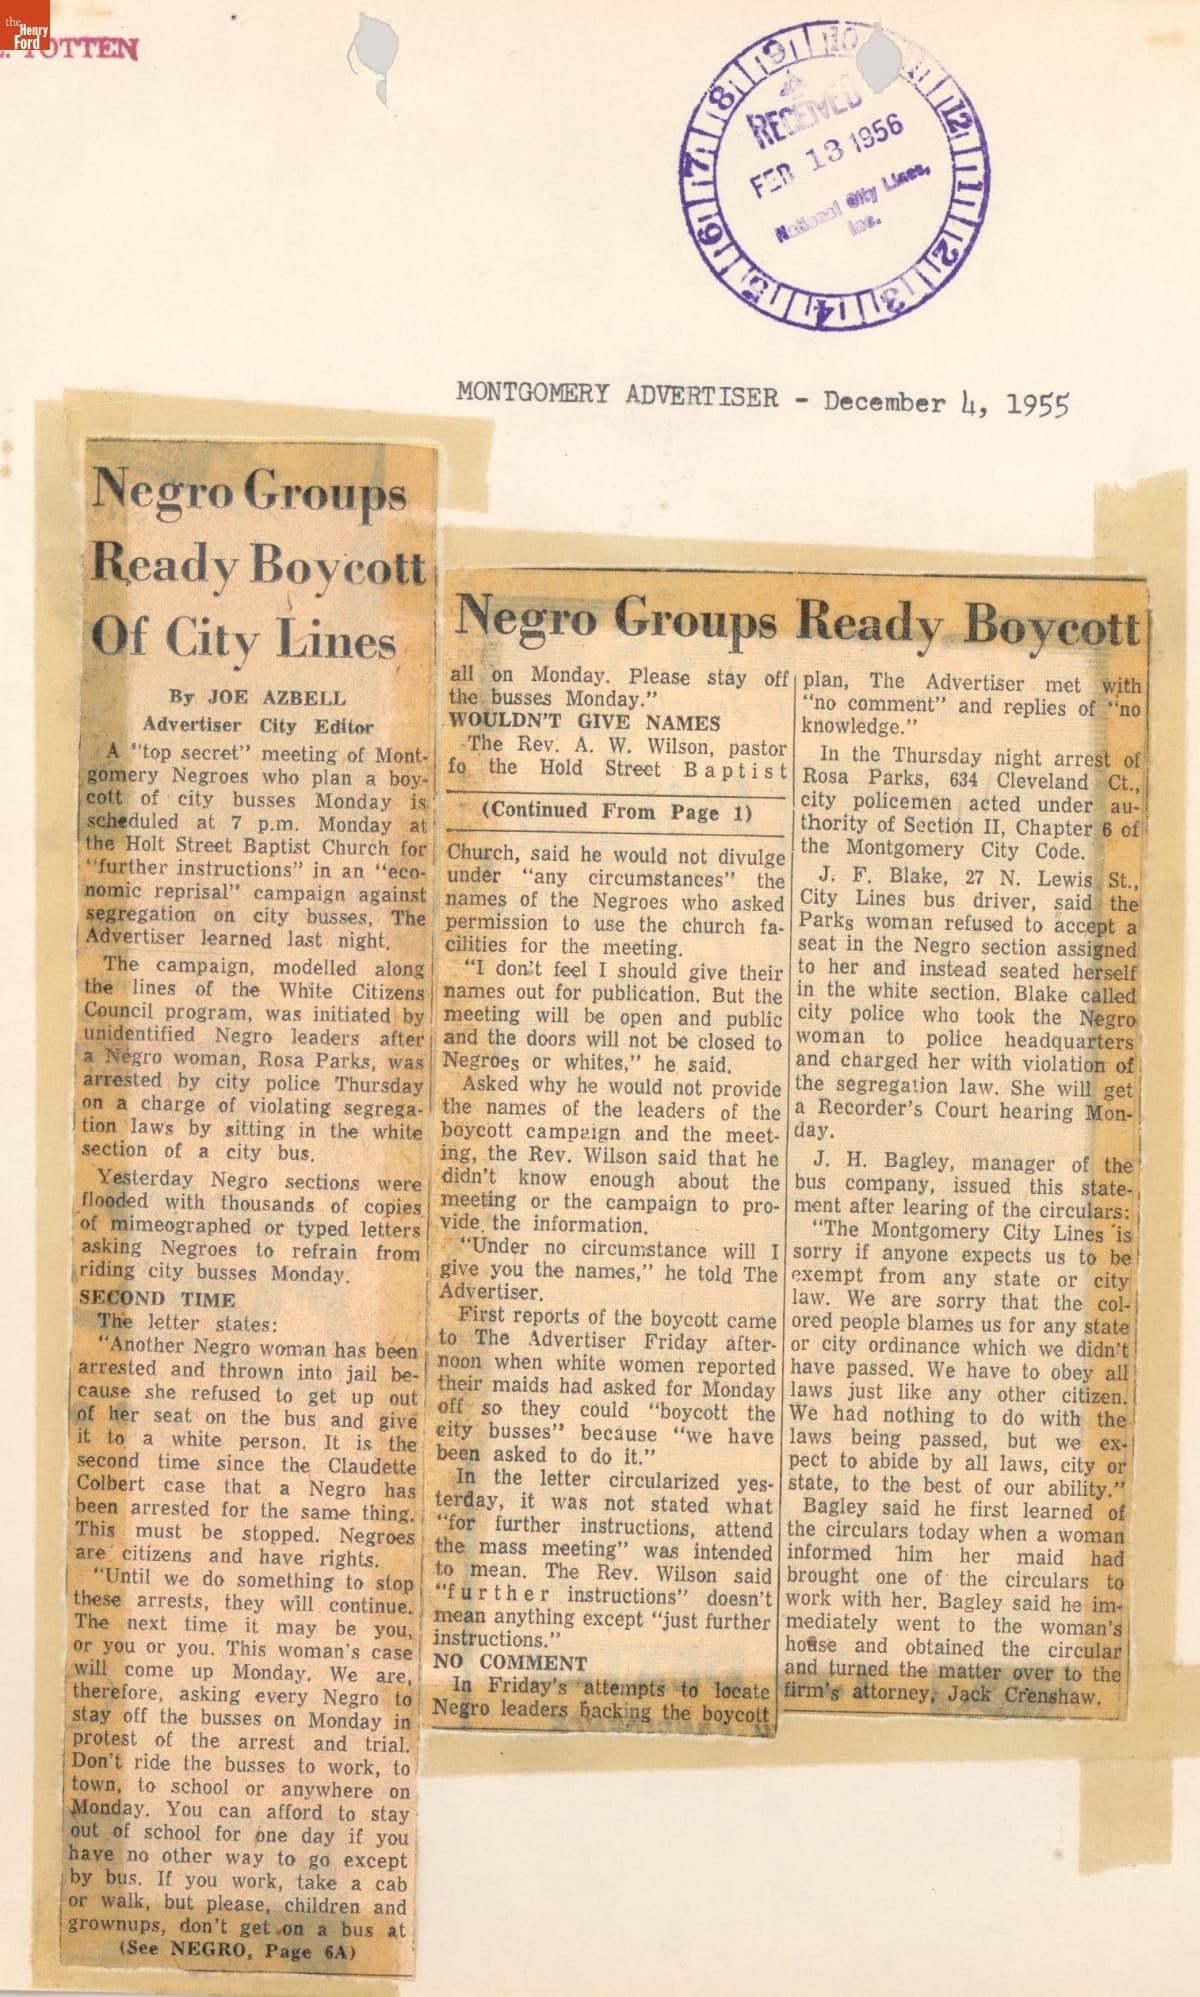 the
Henry
Ford
TOTTEN
9 10 11 12 1 2 3 4 5 6 7 8
RECEIVED
FEB 13 1956
National City Lines,
Inc.
MONTGOMERY ADVERTISER - December 4, 1955
Negro Groups
Ready Boycott
Of City Lines
By JOE AZBELL
Advertiser City Editor
A "top secret" meeting of Mont-
gomery Negroes who plan a boy-
cott of city busses Monday is
scheduled at 7 p.m. Monday at
the Holt Street Baptist Church for
"further instructions" in an "eco-
nomic reprisal" campaign against
segregation on city busses, The
Advertiser learned last night.
The campaign, modelled along
the lines of the White Citizens
Council program, was initiated by
unidentified Negro leaders after
a Negro woman, Rosa Parks, was
arrested by city police Thursday
on a charge of violating segrega-
tion laws by sitting in the white
section of a city bus.
Yesterday Negro sections were
flooded with thousands of copies
of mimeographed or typed letters
asking Negroes to refrain from
riding city busses Monday.
SECOND TIME
The letter states:
"Another Negro woman has been
arrested and thrown into jail be-
cause she refused to get up out
of her seat on the bus and give
it to a white person. It is the
second time since the Claudette
Colbert case that a Negro has
been arrested for the same thing.
This must be stopped. Negroes
are citizens and have rights.
"Until we do something to stop
these arrests, they will continue.
The next time it may be you,
or you or you. This woman's case
will come up Monday. We are,
therefore, asking every Negro to
stay off the busses on Monday in
protest of the arrest and trial.
Don't ride the busses to work, to
town, to school or anywhere on
Monday. You can afford to stay
out of school for one day if you
have no other way to go except
by bus. If you work, take a cab
or walk, but please, children and
grownups, don't get on a bus at
(See NEGRO, Page 6A)
Negro Groups Ready Boycott
all on Monday. Please stay off
the busses Monday."
WOULDN'T GIVE NAMES
The Rev. A. W. Wilson, pastor
fo the Hold Street Baptist
(Continued From Page 1)
Church, said he would not divulge
under "any circumstances" the
names of the Negroes who asked
permission to use the church fa-
cilities for the meeting.
"I don't feel I should give their
names out for publication. But the
meeting will be open and public
and the doors will not be closed to
Negroes or whites," he said.
Asked why he would not provide
the names of the leaders of the
boycott campaign and the meet-
ing, the Rev. Wilson said that he
didn't know enough about the
meeting or the campaign to pro-
vide the information.
"Under no circumstance will I
give you the names," he told The
Advertiser.
First reports of the boycott came
to The Advertiser Friday after-
noon when white women reported
their maids had asked for Monday
off so they could "boycott the
city busses" because "we have
been asked to do it."
In the letter circularized yes-
terday, it was not stated what
"for further instructions, attend
the mass meeting" was intended
to mean. The Rev. Wilson said
"further instructions" doesn't
mean anything except "just further
instructions."
NO COMMENT
In Friday's attempts to locate
Negro leaders backing the boycott
plan, The Advertiser met with
"no comment" and replies of "no
knowledge."
In the Thursday night arrest of
Rosa Parks, 634 Cleveland Ct.,
city policemen acted under au-
thority of Section II, Chapter 6 of
the Montgomery City Code.
J. F. Blake, 27 N. Lewis St.,
City Lines bus driver, said the
Parks woman refused to accept a
seat in the Negro section assigned
to her and instead seated herself
in the white section. Blake called
city police who took the Negro
woman to police headquarters
and charged her with violation of
the segregation law. She will get
a Recorder's Court hearing Mon-
day.
J. H. Bagley, manager of the
bus company, issued this state-
ment after learing of the circulars:
"The Montgomery City Lines is
sorry if anyone expects us to be
exempt from any state or city
law. We are sorry that the col-
ored people blames us for any state
or city ordinance which we didn't
have passed. We have to obey all
laws just like any other citizen.
We had nothing to do with the
laws being passed, but we ex-
pect to abide by all laws, city or
state, to the best of our ability."
Bagley said he first learned of
the circulars today when a woman
informed him her maid had
brought one of the circulars to
work with her. Bagley said he im-
mediately went to the woman's
house and obtained the circular
and turned the matter over to the
firm's attorney, Jack Crenshaw.